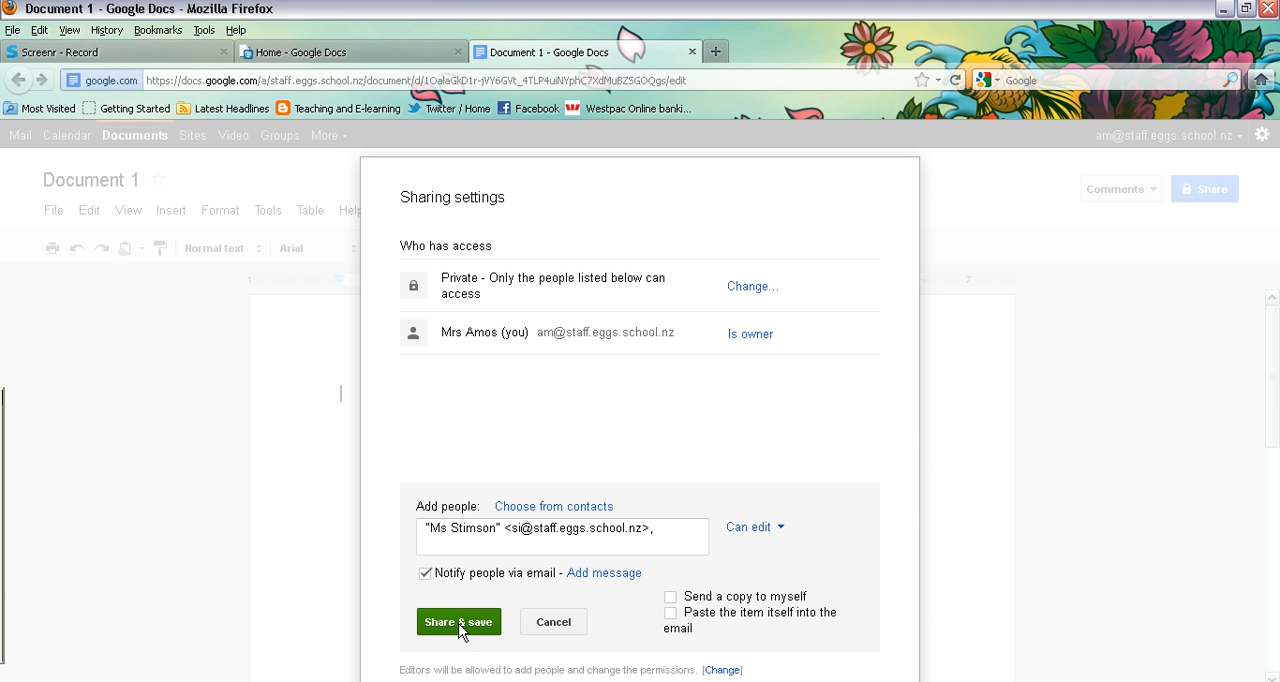 Document 1 - Google Docs - Mozilla Firefox
File Edit View History Bookmarks Tools Help
Screenr - Record
Home - Google Docs
Document 1 - Google Docs
google.com https://docs.google.com/a/staff.eggs.school.nz/document/d/ Google
Most Visited Getting Started Latest Headlines Teaching and E-learning Twitter / Home Facebook Westpac Online banki...
Mail Calendar Documents Sites Video Groups More am@staff.eggs.school.nz
Document 1
Comments Share
File Edit View Insert Format Tools Table Help
Normal text Arial
1 7
Sharing settings
Who has access
Private - Only the people listed below can access
Change...
Mrs Amos (you) am@staff.eggs.school.nz Is owner
Add people: Choose from contacts
"Ms Stimson" <si@staff.eggs.school.nz>,
Can edit
Notify people via email - Add message
Send a copy to myself
Paste the item itself into the email
Share & save Cancel
Editors will be allowed to add people and change the permissions. [Change]